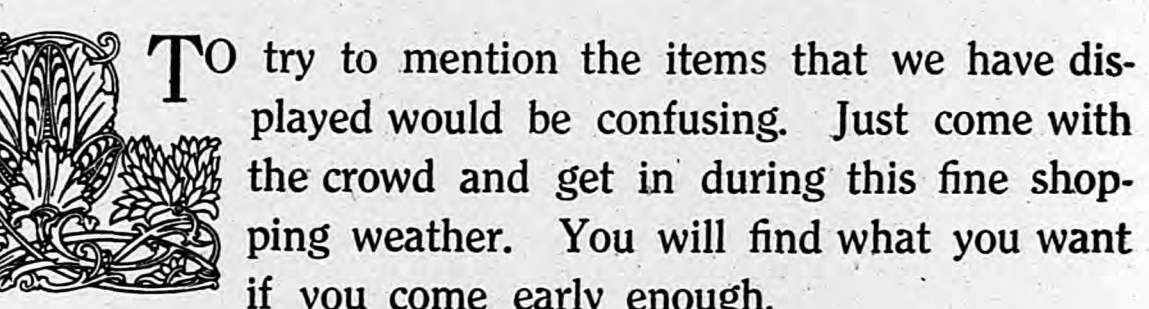 TO try to mention the items that we have dis-
played would be confusing. Just come with
the crowd and get in during this fine shop-
ping weather. You will find what you want
if you come early enough.